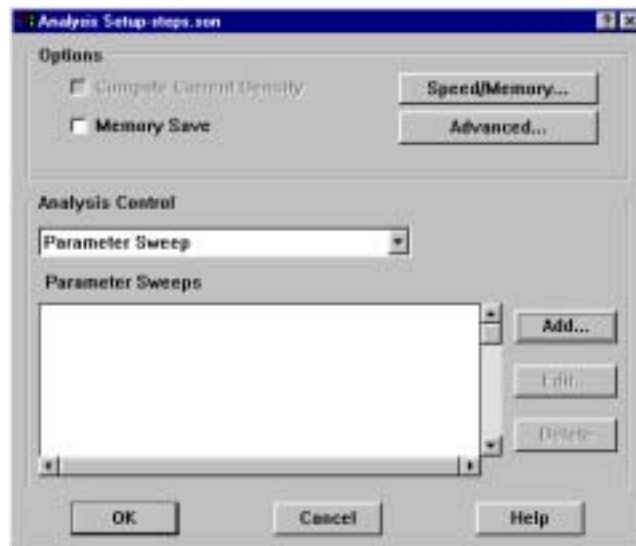 Analysis Setup-steps.son
Options
Compute Current Density
Speed/Memory...
Memory Save
Advanced...
Analysis Control
Parameter Sweep
Parameter Sweeps
Add...
Edit...
Delete
OK
Cancel
Help